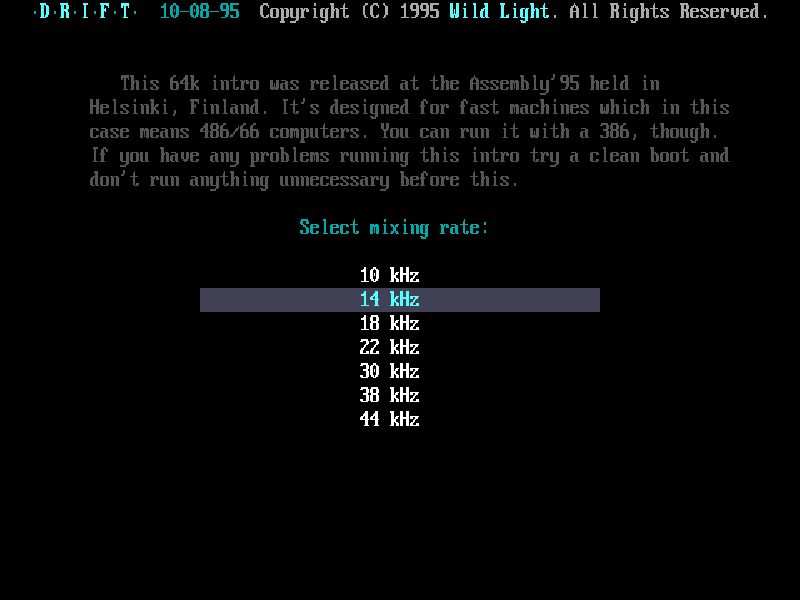 ·D·R·I·F·T· 10-08-95 Copyright (C) 1995 Wild Light. All Rights Reserved.
This 64k intro was released at the Assembly'95 held in
Helsinki, Finland. It's designed for fast machines which in this
case means 486/66 computers. You can run it with a 386, though.
If you have any problems running this intro try a clean boot and
don't run anything unnecessary before this.
Select mixing rate:
10 kHz
14 kHz
18 kHz
22 kHz
30 kHz
38 kHz
44 kHz